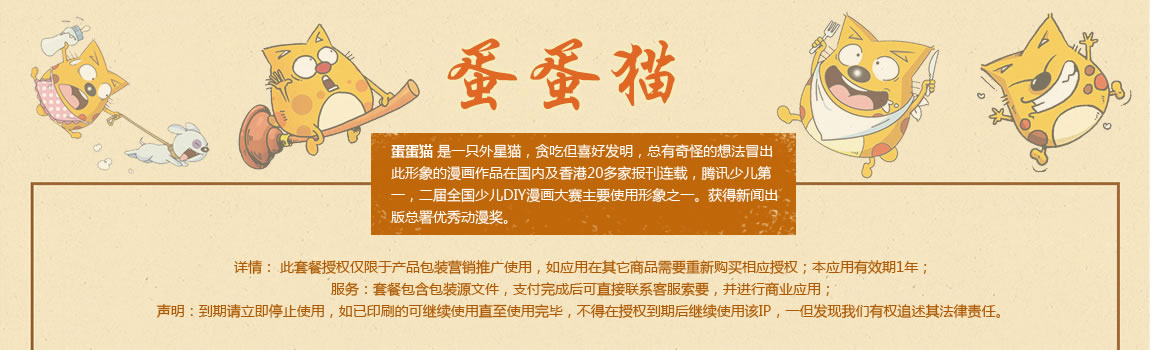 蛋蛋猫
蛋蛋猫 是一只外星猫，贪吃但喜好发明，总有奇怪的想法冒出
此形象的漫画作品在国内及香港20多家报刊连载，腾讯少儿第
一，二届全国少儿DIY漫画大赛主要使用形象之一。获得新闻出
版总署优秀动漫奖。
详情： 此套餐授权仅限于产品包装营销推广使用，如应用在其它商品需要重新购买相应授权；本应用有效期1年；
服务：套餐包含包装源文件，支付完成后可直接联系客服索要，并进行商业应用；
声明：到期请立即停止使用，如已印刷的可继续使用直至使用完毕，不得在授权到期后继续使用该IP，一但发现我们有权追述其法律责任。